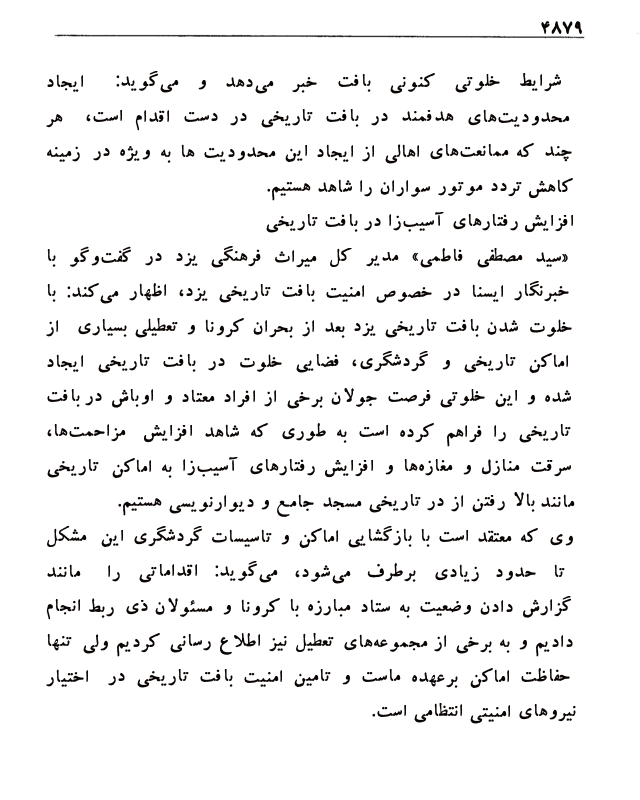 ۴۸۷۹
شرایط خلوتی کنونی بافت خبر می‌دهد و می‌گوید: ایجاد
محدودیت‌های هدفمند در بافت تاریخی در دست اقدام است، هر
چند که ممانعت‌های اهالی از ایجاد این محدودیت ها به ویژه در زمینه
کاهش تردد موتور سواران را شاهد هستیم.
افزایش رفتارهای آسیب‌زا در بافت تاریخی
«سید مصطفی فاطمی» مدیر کل میراث فرهنگی یزد در گفت‌وگو با
خبرنگار ایسنا در خصوص امنیت بافت تاریخی یزد، اظهار می‌کند: با
خلوت شدن بافت تاریخی یزد بعد از بحران کرونا و تعطیلی بسیاری از
اماکن تاریخی و گردشگری، فضایی خلوت در بافت تاریخی ایجاد
شده و این خلوتی فرصت جولان برخی از افراد معتاد و اوباش در بافت
تاریخی را فراهم کرده است به طوری که شاهد افزایش مزاحمت‌ها،
سرقت منازل و مغازه‌ها و افزایش رفتارهای آسیب‌زا به اماکن تاریخی
مانند بالا رفتن از در تاریخی مسجد جامع و دیوارنویسی هستیم.
وی که معتقد است با بازگشایی اماکن و تاسیسات گردشگری این مشکل
تا حدود زیادی برطرف می‌شود، می‌گوید: اقداماتی را مانند
گزارش دادن وضعیت به ستاد مبارزه با کرونا و مسئولان ذی ربط انجام
دادیم و به برخی از مجموعه‌های تعطیل نیز اطلاع رسانی کردیم ولی تنها
حفاظت اماکن برعهده ماست و تامین امنیت بافت تاریخی در اختیار
نیروهای امنیتی انتظامی است.